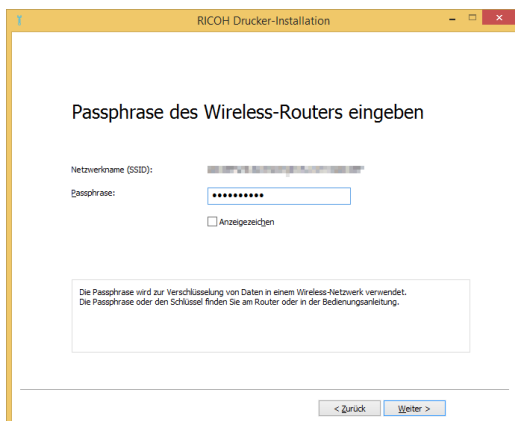 RICOH Drucker-Installation
Passphrase des Wireless-Routers eingeben
Netzwerkname (SSID):
Passphrase: ••••••••••
Anzeigezeichen
Die Passphrase wird zur Verschlüsselung von Daten in einem Wireless-Netzwerk verwendet.
Die Passphrase oder den Schlüssel finden Sie am Router oder in der Bedienungsanleitung.
< Zurück Weiter >